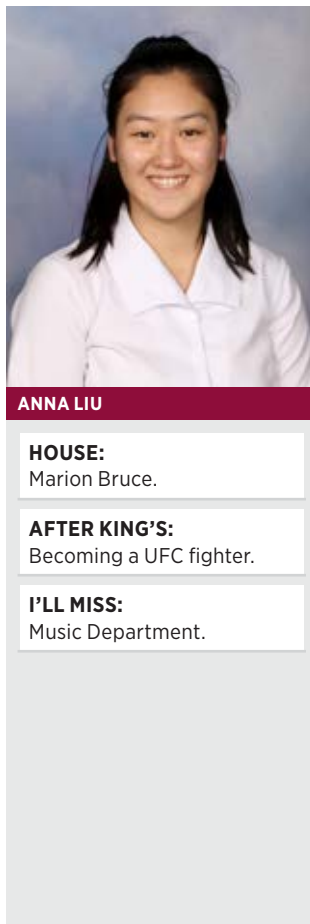 ANNA LIU
HOUSE:
Marion Bruce.
AFTER KING’S:
Becoming a UFC fighter.
I’LL MISS:
Music Department.